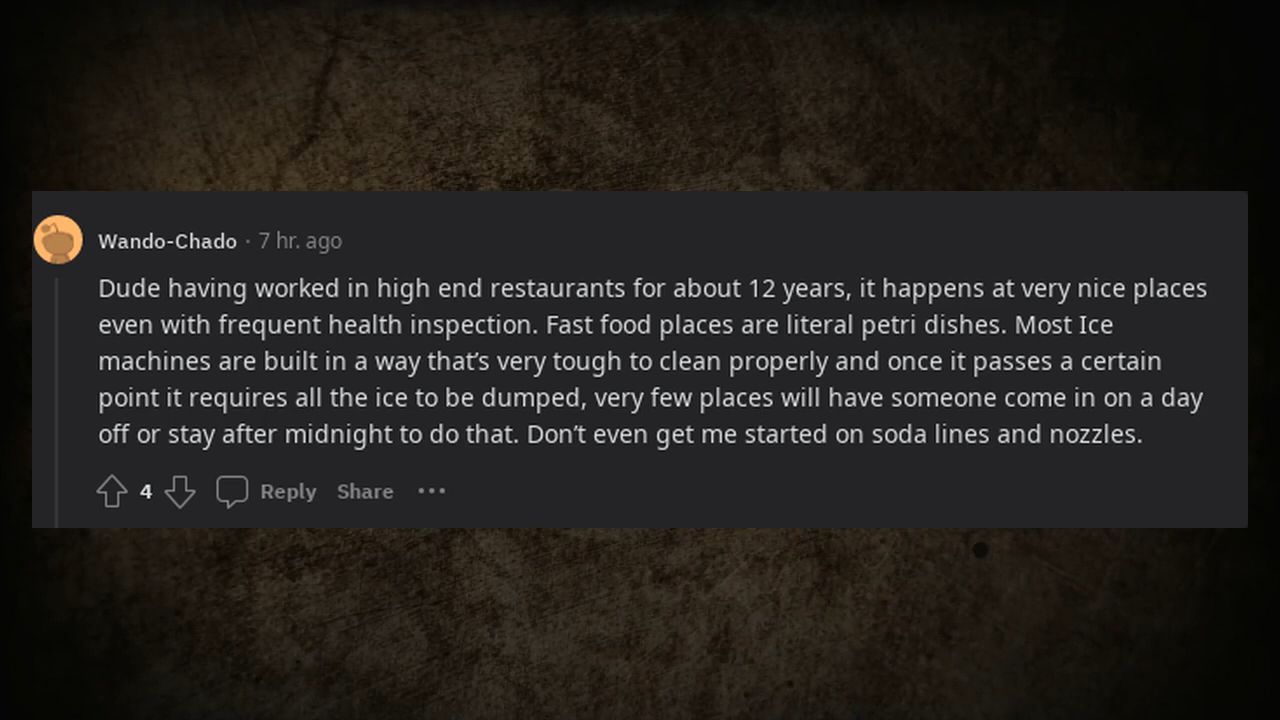 Wando-Chado · 7 hr. ago
Dude having worked in high end restaurants for about 12 years, it happens at very nice places
even with frequent health inspection. Fast food places are literal petri dishes. Most Ice
machines are built in a way that’s very tough to clean properly and once it passes a certain
point it requires all the ice to be dumped, very few places will have someone come in on a day
off or stay after midnight to do that. Don’t even get me started on soda lines and nozzles.
4 Reply Share